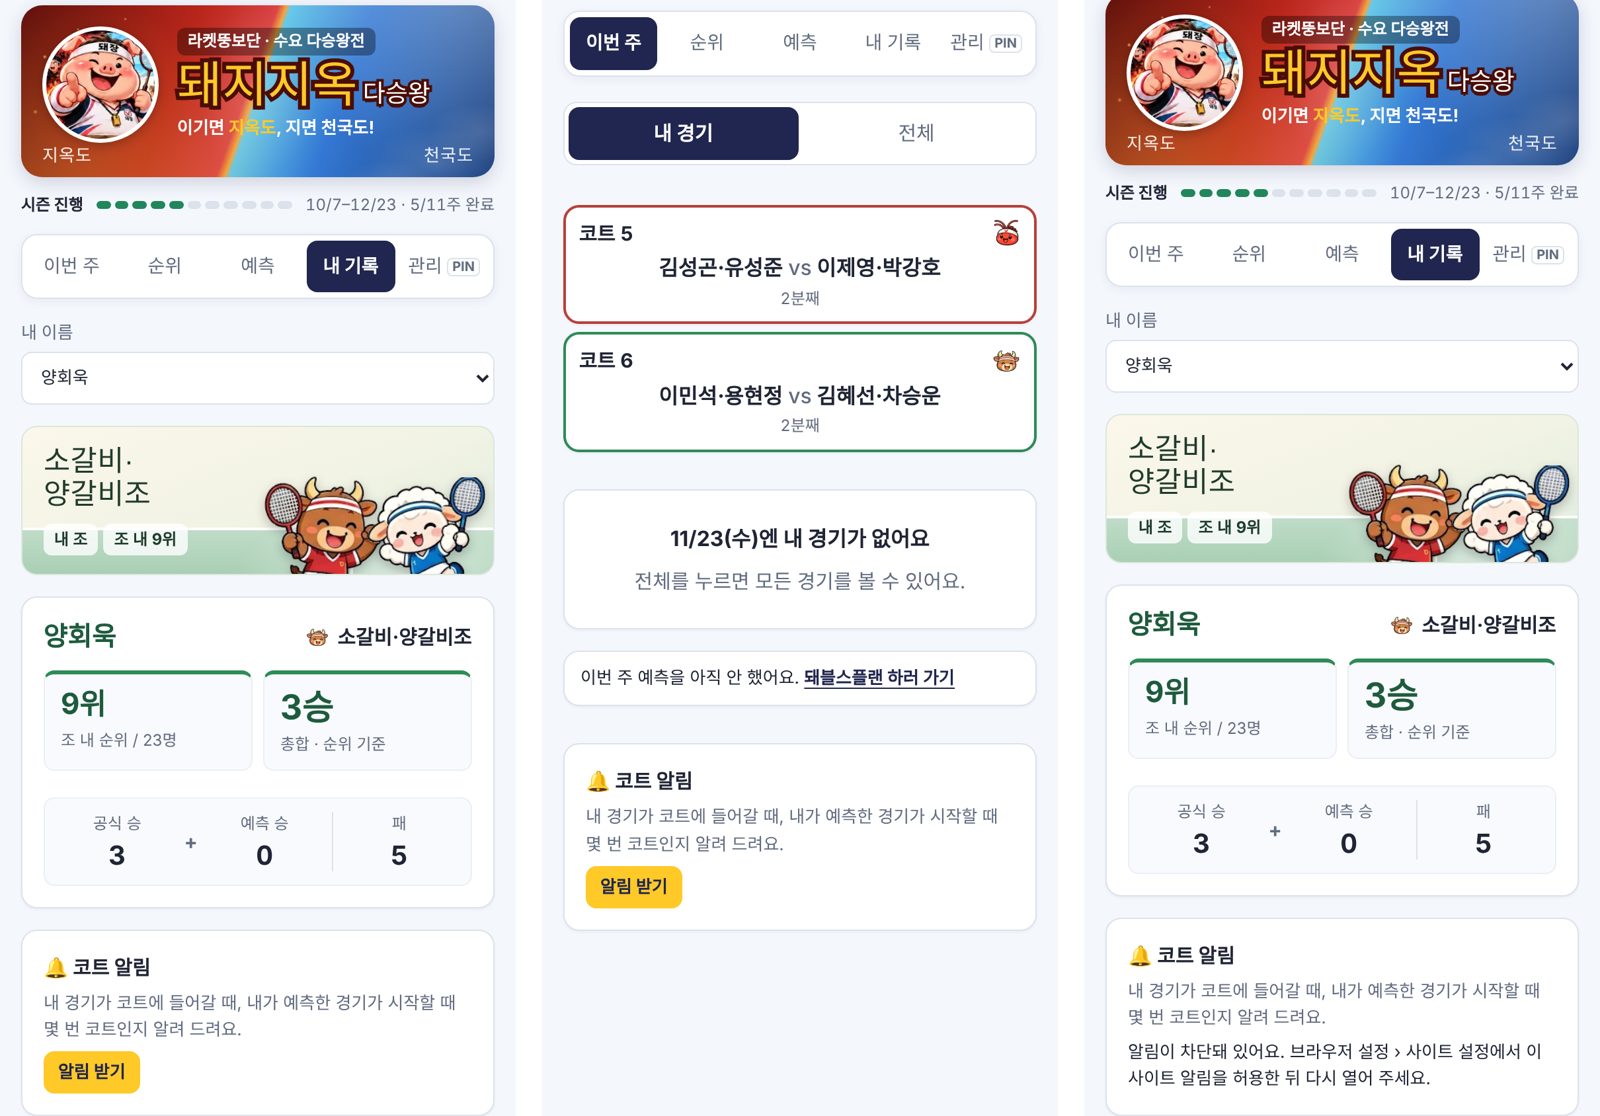 돼장
라켓뚱보단 · 수요 다승왕전
돼지지옥 다승왕
이기면 지옥도, 지면 천국도!
지옥도
천국도
시즌 진행
10/7–12/23 · 5/11주 완료
이번 주
순위
예측
내 기록
관리 PIN
내 이름
양회욱
소갈비·
양갈비조
내 조
조 내 9위
양회욱
소갈비·양갈비조
9위
조 내 순위 / 23명
3승
총합 · 순위 기준
공식 승
3
+
예측 승
0
패
5
🔔 코트 알림
내 경기가 코트에 들어갈 때, 내가 예측한 경기가 시작할 때
몇 번 코트인지 알려 드려요.
알림 받기
이번 주
순위
예측
내 기록
관리 PIN
내 경기
전체
코트 5
김성곤·유성준 vs 이제영·박강호
2분째
코트 6
이민석·용현정 vs 김혜선·차승운
2분째
11/23(수)엔 내 경기가 없어요
전체를 누르면 모든 경기를 볼 수 있어요.
이번 주 예측을 아직 안 했어요. 돼블스플랜 하러 가기
🔔 코트 알림
내 경기가 코트에 들어갈 때, 내가 예측한 경기가 시작할 때
몇 번 코트인지 알려 드려요.
알림 받기
돼장
라켓뚱보단 · 수요 다승왕전
돼지지옥 다승왕
이기면 지옥도, 지면 천국도!
지옥도
천국도
시즌 진행
10/7–12/23 · 5/11주 완료
이번 주
순위
예측
내 기록
관리 PIN
내 이름
양회욱
소갈비·
양갈비조
내 조
조 내 9위
양회욱
소갈비·양갈비조
9위
조 내 순위 / 23명
3승
총합 · 순위 기준
공식 승
3
+
예측 승
0
패
5
🔔 코트 알림
내 경기가 코트에 들어갈 때, 내가 예측한 경기가 시작할 때
몇 번 코트인지 알려 드려요.
알림이 차단돼 있어요. 브라우저 설정 › 사이트 설정에서 이
사이트 알림을 허용한 뒤 다시 열어 주세요.